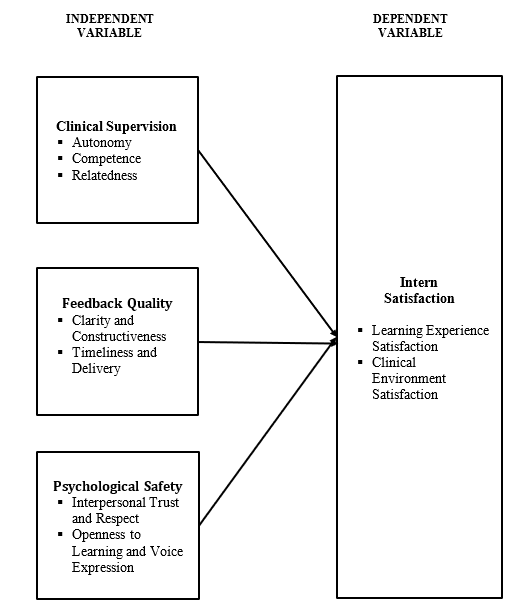 INDEPENDENT
VARIABLE
DEPENDENT
VARIABLE
Clinical Supervision
▪ Autonomy
▪ Competence
▪ Relatedness
Feedback Quality
▪ Clarity and
Constructiveness
▪ Timeliness and
Delivery
Psychological Safety
▪ Interpersonal Trust
and Respect
▪ Openness to
Learning and Voice
Expression
Intern
Satisfaction
▪ Learning Experience
Satisfaction
▪ Clinical
Environment
Satisfaction